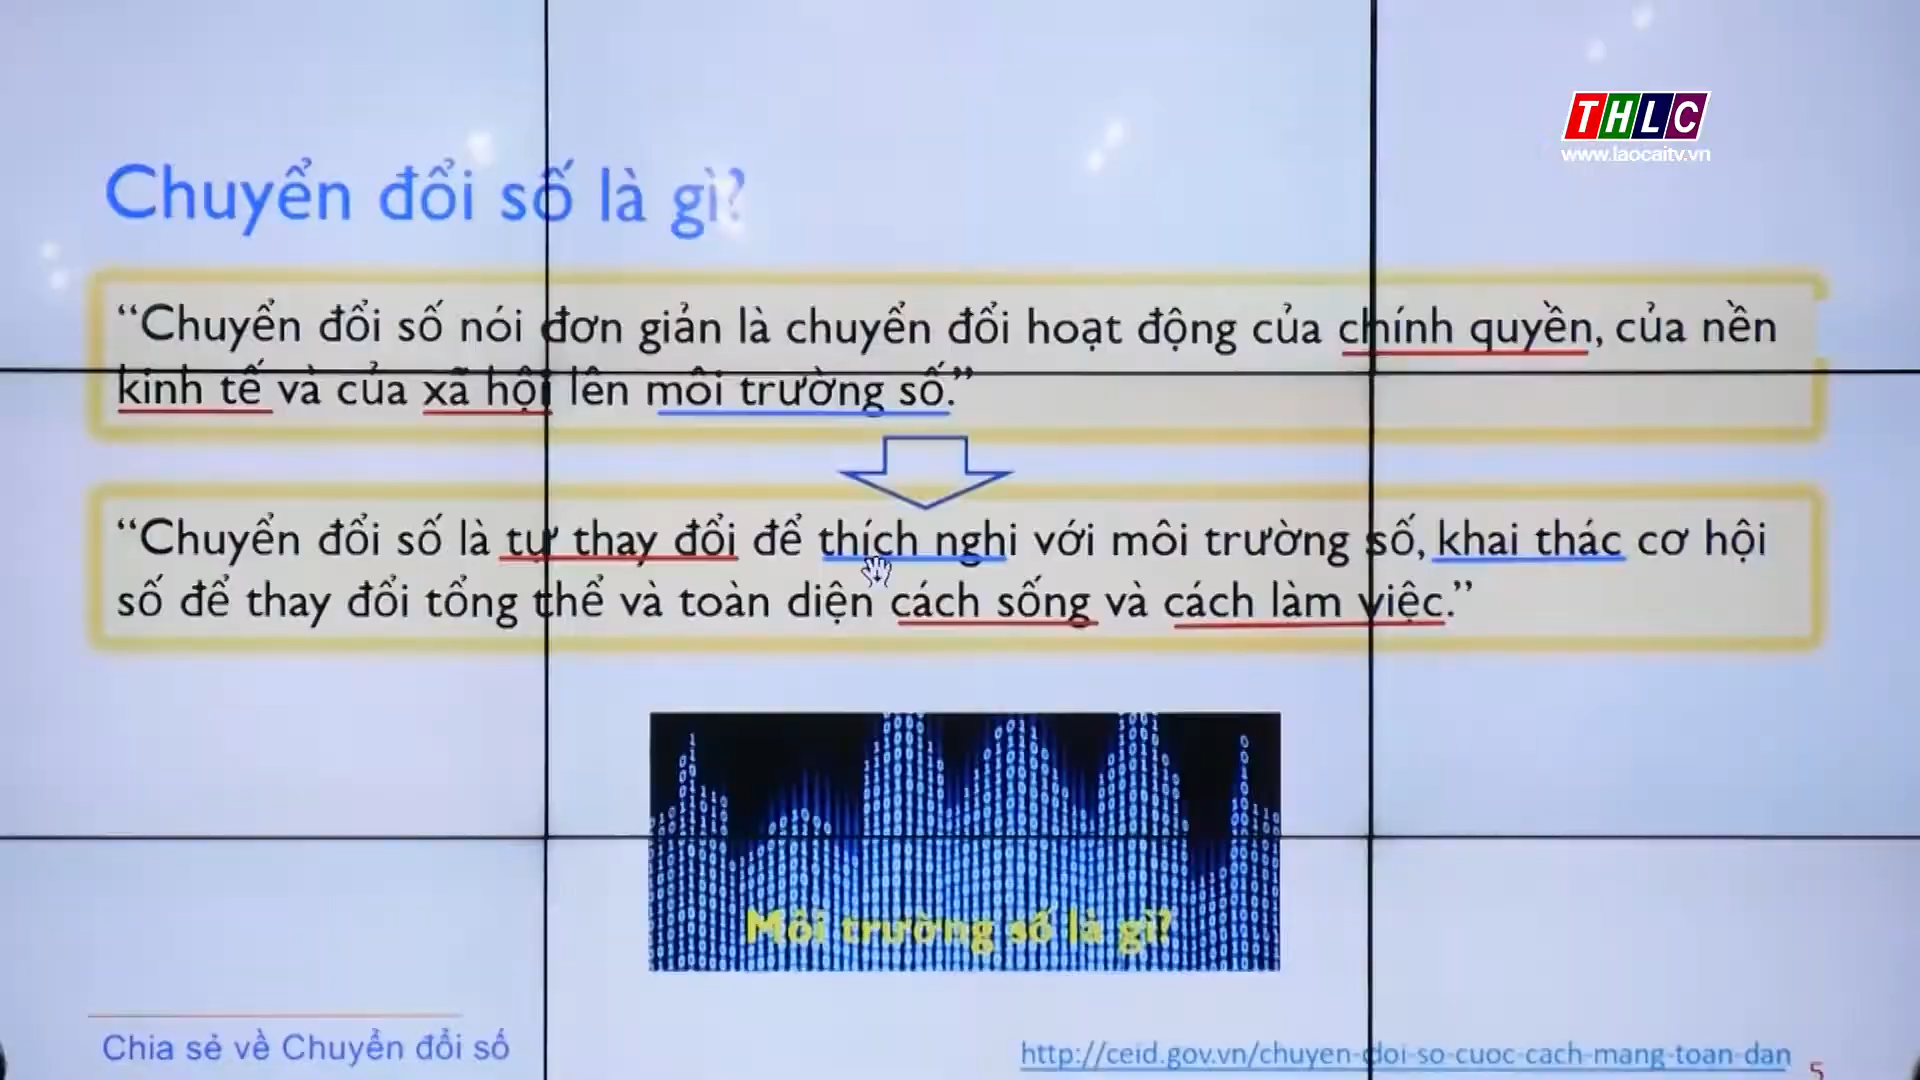 THLC
www.laocaitv.vn
Chuyển đổi số là gì?
“Chuyển đổi số nói đơn giản là chuyển đổi hoạt động của chính quyền, của nền
kinh tế và của xã hội lên môi trường số.”
“Chuyển đổi số là tự thay đổi để thích nghi với môi trường số, khai thác cơ hội
số để thay đổi tổng thể và toàn diện cách sống và cách làm việc.”
Môi trường số là gì?
Chia sẻ về Chuyển đổi số
http://ceid.gov.vn/chuyen-doi-so-cuoc-cach-mang-toan-dan
5